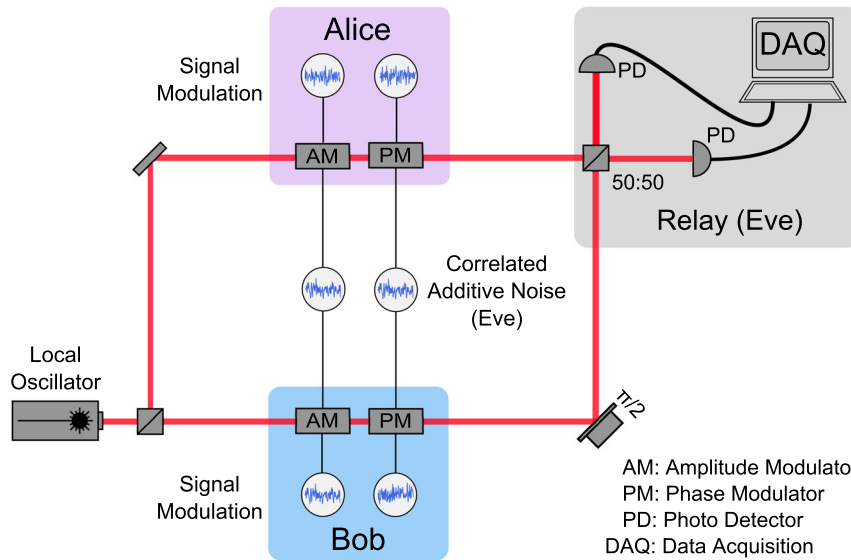 Alice
Signal
Modulation
AM
PM
PD
DAQ
PD
50:50
Relay (Eve)
Correlated
Additive Noise
(Eve)
Local
Oscillator
AM
PM
π/2
Signal
Modulation
Bob
AM: Amplitude Modulato
PM: Phase Modulator
PD: Photo Detector
DAQ: Data Acquisition